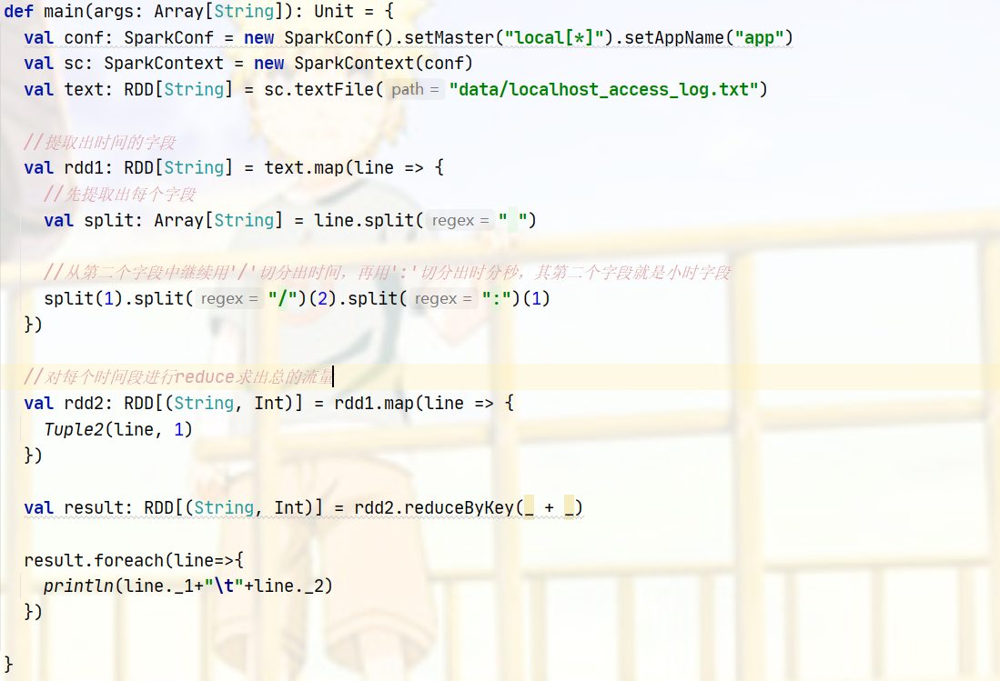 def main(args: Array[String]): Unit = {
  val conf: SparkConf = new SparkConf().setMaster("local[*]").setAppName("app")
  val sc: SparkContext = new SparkContext(conf)
  val text: RDD[String] = sc.textFile( path = "data/localhost_access_log.txt")
  //提取出时间的字段
  val rdd1: RDD[String] = text.map(line => {
    //先提取出每个字段
    val split: Array[String] = line.split( regex = " ")
    //从第二个字段中继续用'/'切分出时间，再用':'切分出时分秒，其第二个字段就是小时字段
    split(1).split( regex = "/")(2).split( regex = ":")(1)
  })
  //对每个时间段进行reduce求出总的流量
  val rdd2: RDD[(String, Int)] = rdd1.map(line => {
    Tuple2(line, 1)
  })
  val result: RDD[(String, Int)] = rdd2.reduceByKey(_ + _)
  result.foreach(line=>{
    println(line._1+"\t"+line._2)
  })
}